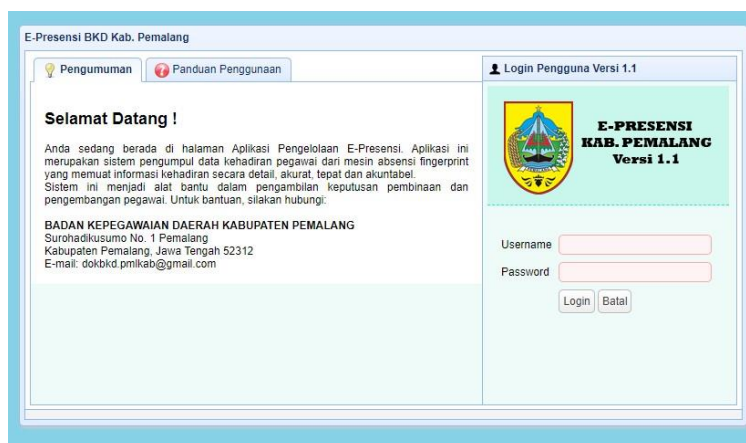 E-Presensi BKD Kab. Pemalang
Pengumuman
Panduan Penggunaan
Selamat Datang !
Anda sedang berada di halaman Aplikasi Pengelolaan E-Presensi. Aplikasi ini
merupakan sistem pengumpul data kehadiran pegawai dari mesin absensi fingerprint
yang memuat informasi kehadiran secara detail, akurat, tepat dan akuntabel.
Sistem ini menjadi alat bantu dalam pengambilan keputusan pembinaan dan
pengembangan pegawai. Untuk bantuan, silakan hubungi:
BADAN KEPEGAWAIAN DAERAH KABUPATEN PEMALANG
Surohadikusumo No. 1 Pemalang
Kabupaten Pemalang, Jawa Tengah 52312
E-mail: dokbkd.pmlkab@gmail.com
Login Pengguna Versi 1.1
E-PRESENSI
KAB. PEMALANG
Versi 1.1
Username
Password
Login
Batal